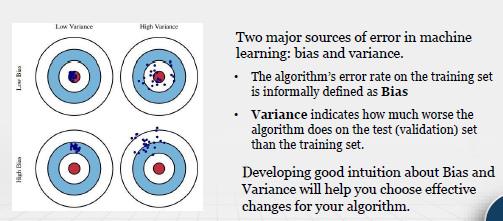 Low Variance
High Variance
Low Bias
High Bias
Two major sources of error in machine
learning: bias and variance.
• The algorithm's error rate on the training set
is informally defined as Bias
• Variance indicates how much worse the
algorithm does on the test (validation) set
than the training set.
Developing good intuition about Bias and
Variance will help you choose effective
changes for your algorithm.